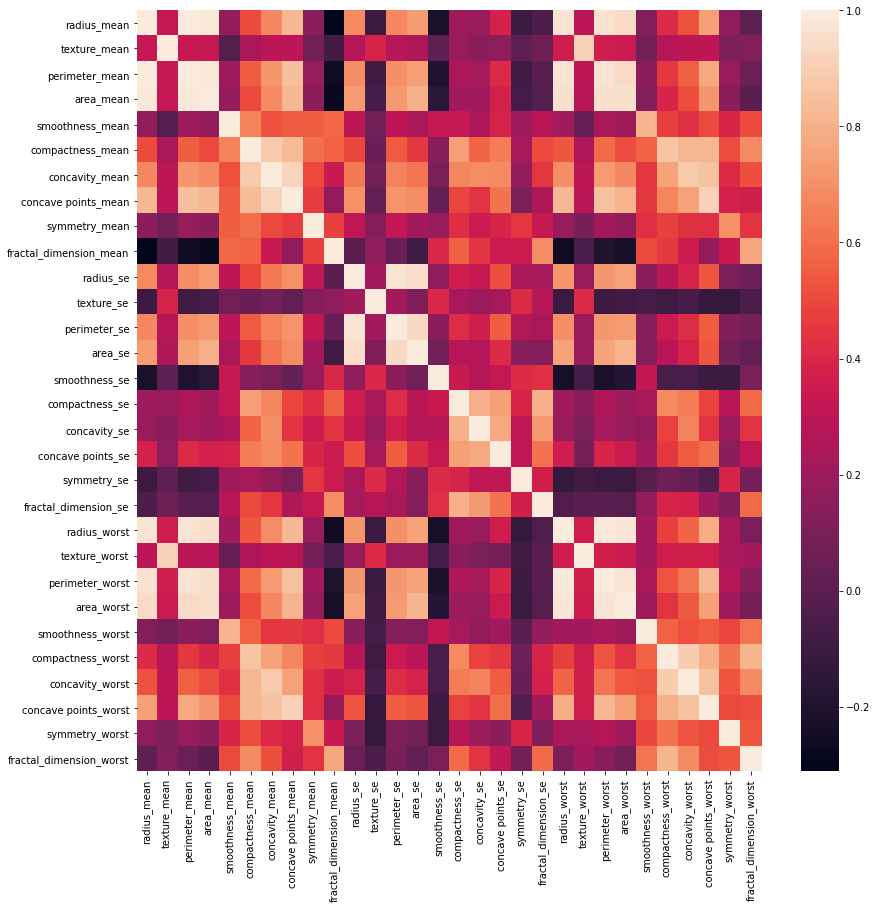 radius_mean
texture_mean
perimeter_mean
area_mean
smoothness_mean
compactness_mean
concavity_mean
concave points_mean
symmetry_mean
fractal_dimension_mean
radius_se
texture_se
perimeter_se
area_se
smoothness_se
compactness_se
concavity_se
concave points_se
symmetry_se
fractal_dimension_se
radius_worst
texture_worst
perimeter_worst
area_worst
smoothness_worst
compactness_worst
concavity_worst
concave points_worst
symmetry_worst
fractal_dimension_worst
radius_mean
texture_mean
perimeter_mean
area_mean
smoothness_mean
compactness_mean
concavity_mean
concave points_mean
symmetry_mean
fractal_dimension_mean
radius_se
texture_se
perimeter_se
area_se
smoothness_se
compactness_se
concavity_se
concave points_se
symmetry_se
fractal_dimension_se
radius_worst
texture_worst
perimeter_worst
area_worst
smoothness_worst
compactness_worst
concavity_worst
concave points_worst
symmetry_worst
fractal_dimension_worst
1.0
0.8
0.6
0.4
0.2
0.0
−0.2